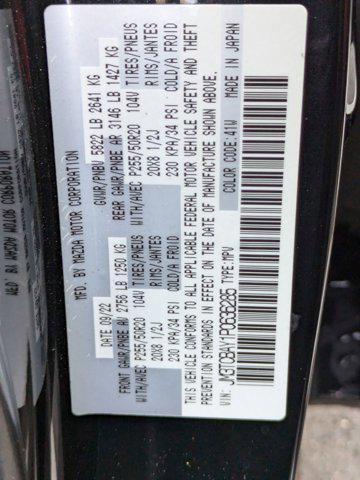 MFD. BY MAZDA MOTOR CORPORATION
DATE 09/22 GVWR/PNBV 5822 LB 2641 KG
FRONT GAWR/PNBE AV 2756 LB 1250 KG REAR GAWR/PNBE AR 3146 LB 1427 KG
WITH/AVEC P255/50R20 104V TIRES/PNEUS WITH/AVEC P255/50R20 104V TIRES/PNEUS
20X8 1/2J RIMS/JANTES 20X8 1/2J RIMS/JANTES
230 KPA/34 PSI COLD/A FROID 230 KPA/34 PSI COLD/A FROID
THIS VEHICLE CONFORMS TO ALL APPLICABLE FEDERAL MOTOR VEHICLE SAFETY AND THEFT
PREVENTION STANDARDS IN EFFECT ON THE DATE OF MANUFACTURE SHOWN ABOVE.
VIN: TYPE:MPV COLOR CODE:41W MADE IN JAPAN